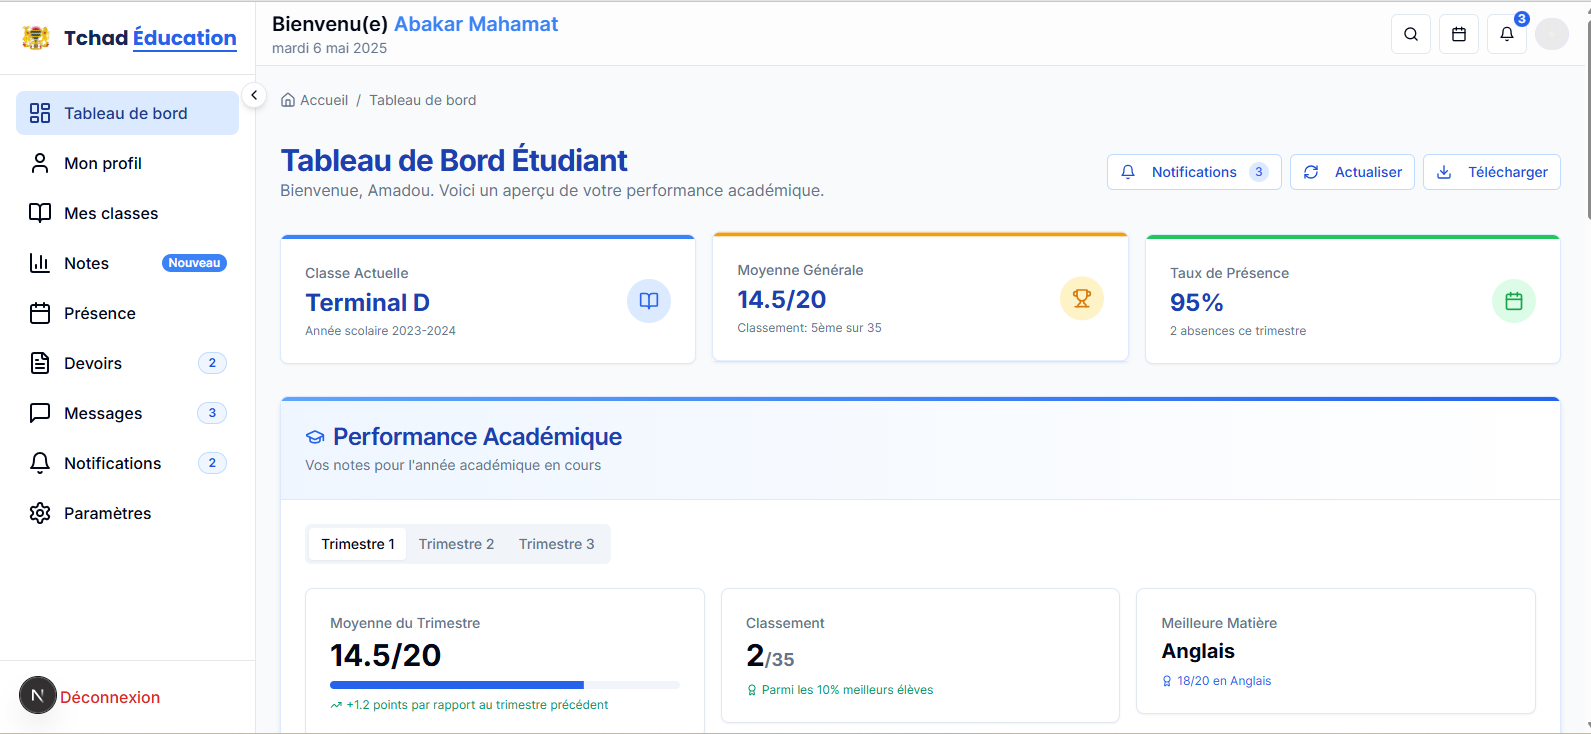 Tchad Éducation
Bienvenu(e) Abakar Mahamat
mardi 6 mai 2025
3
Tableau de bord
Mon profil
Mes classes
Notes Nouveau
Présence
Devoirs 2
Messages 3
Notifications 2
Paramètres
N Déconnexion
Accueil / Tableau de bord
Tableau de Bord Étudiant
Bienvenue, Amadou. Voici un aperçu de votre performance académique.
Notifications 3
Actualiser
Télécharger
Classe Actuelle
Terminal D
Année scolaire 2023-2024
Moyenne Générale
14.5/20
Classement: 5ème sur 35
Taux de Présence
95%
2 absences ce trimestre
Performance Académique
Vos notes pour l'année académique en cours
Trimestre 1 Trimestre 2 Trimestre 3
Moyenne du Trimestre
14.5/20
+1.2 points par rapport au trimestre précédent
Classement
2/35
Parmi les 10% meilleurs élèves
Meilleure Matière
Anglais
18/20 en Anglais